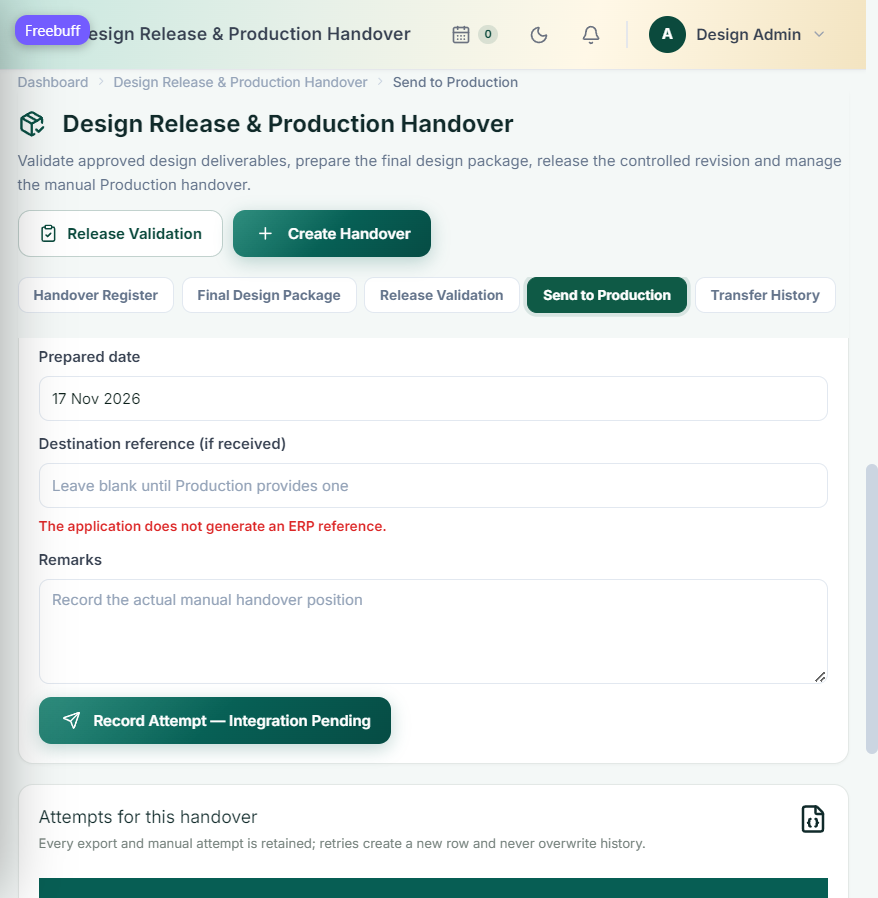 Freebuff
esign Release & Production Handover
0
A
Design Admin
Dashboard
Design Release & Production Handover
Send to Production
Design Release & Production Handover
Validate approved design deliverables, prepare the final design package, release the controlled revision and manage
the manual Production handover.
Release Validation
Create Handover
Handover Register
Final Design Package
Release Validation
Send to Production
Transfer History
Prepared date
17 Nov 2026
Destination reference (if received)
Leave blank until Production provides one
The application does not generate an ERP reference.
Remarks
Record the actual manual handover position
Record Attempt — Integration Pending
Attempts for this handover
Every export and manual attempt is retained; retries create a new row and never overwrite history.